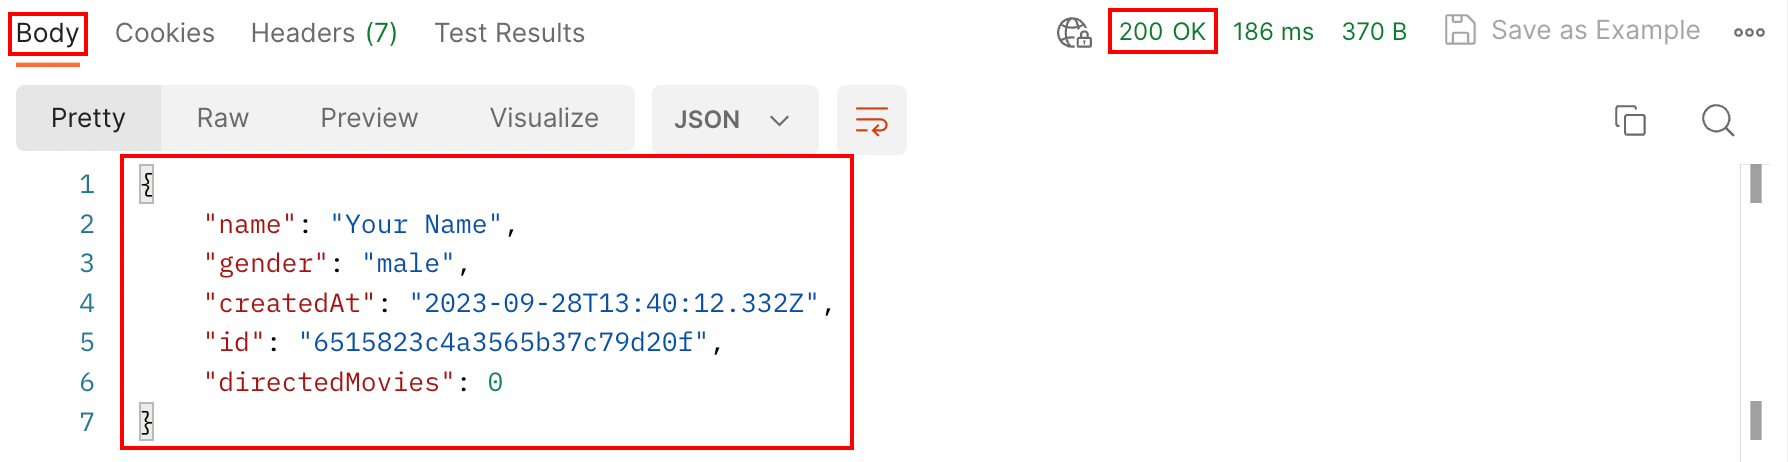 Body Cookies Headers (7) Test Results 200 OK 186 ms 370 B Save as Example
Pretty Raw Preview Visualize JSON
1 {
2 "name": "Your Name",
3 "gender": "male",
4 "createdAt": "2023-09-28T13:40:12.332Z",
5 "id": "6515823c4a3565b37c79d20f",
6 "directedMovies": 0
7 }